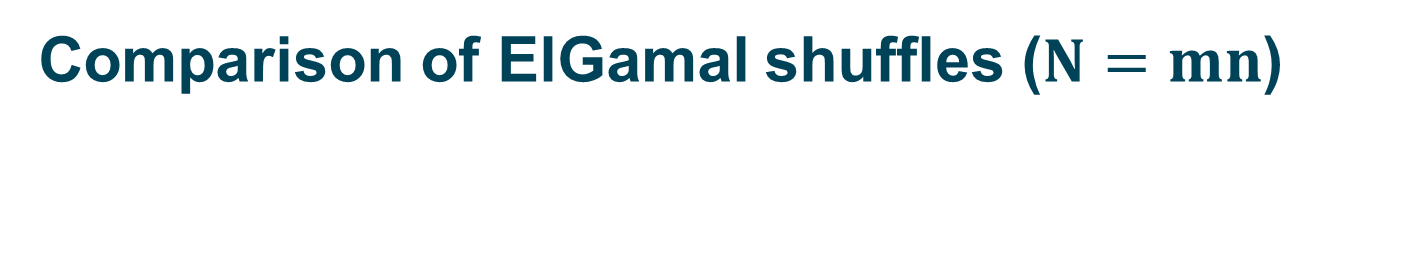 Comparison of ElGamal shuffles (N = mn)